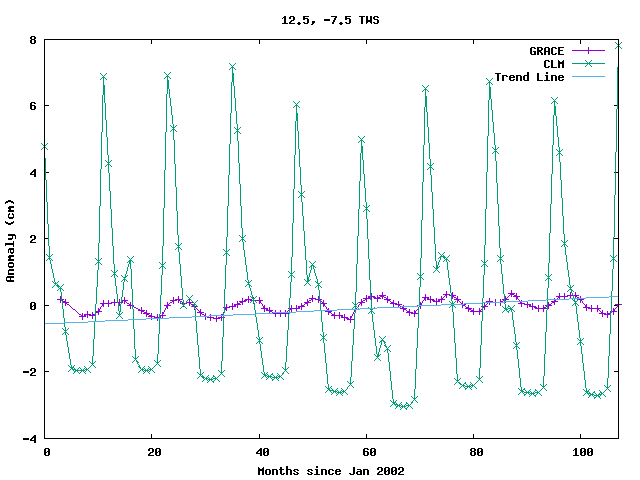 12.5, -7.5 TWS
GRACE
CLM
Trend Line
8
6
4
2
0
-2
-4
Anomaly (cm)
0 20 40 60 80 100
Months since Jan 2002